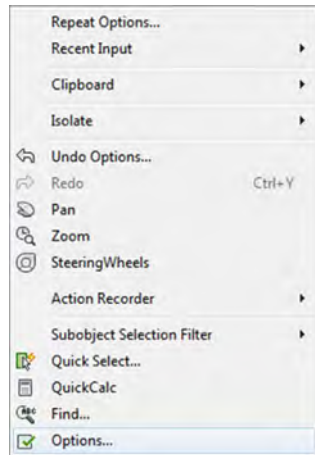 Repeat Options...
Recent Input
Clipboard
Isolate
Undo Options...
Redo Ctrl+Y
Pan
Zoom
SteeringWheels
Action Recorder
Subobject Selection Filter
Quick Select...
QuickCalc
Find...
Options...